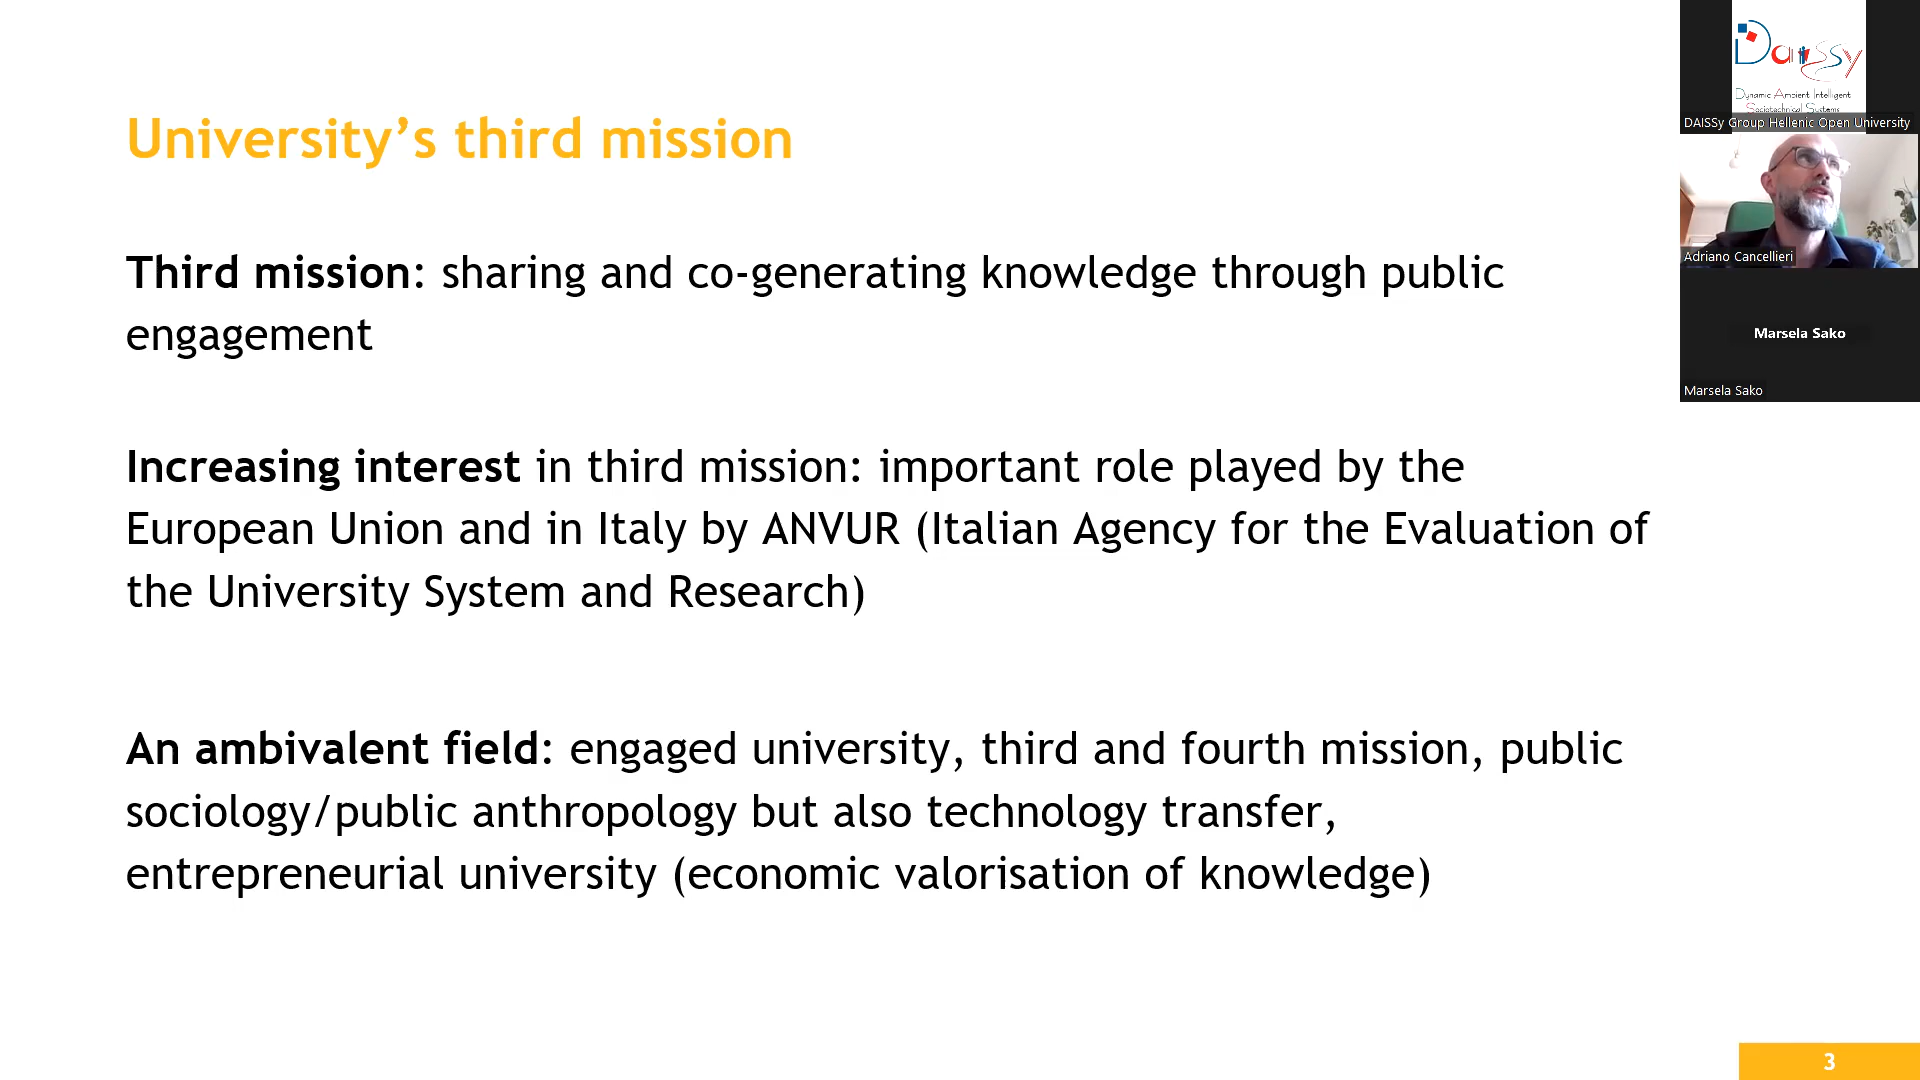 University’s third mission
Third mission: sharing and co-generating knowledge through public
engagement
Increasing interest in third mission: important role played by the
European Union and in Italy by ANVUR (Italian Agency for the Evaluation of
the University System and Research)
An ambivalent field: engaged university, third and fourth mission, public
sociology/public anthropology but also technology transfer,
entrepreneurial university (economic valorisation of knowledge)
3
Daissy
Dynamic Ambient Intelligent
Sociotechnical Systems
DAISSy Group Hellenic Open University
Adriano Cancellieri
Marsela Sako
Marsela Sako